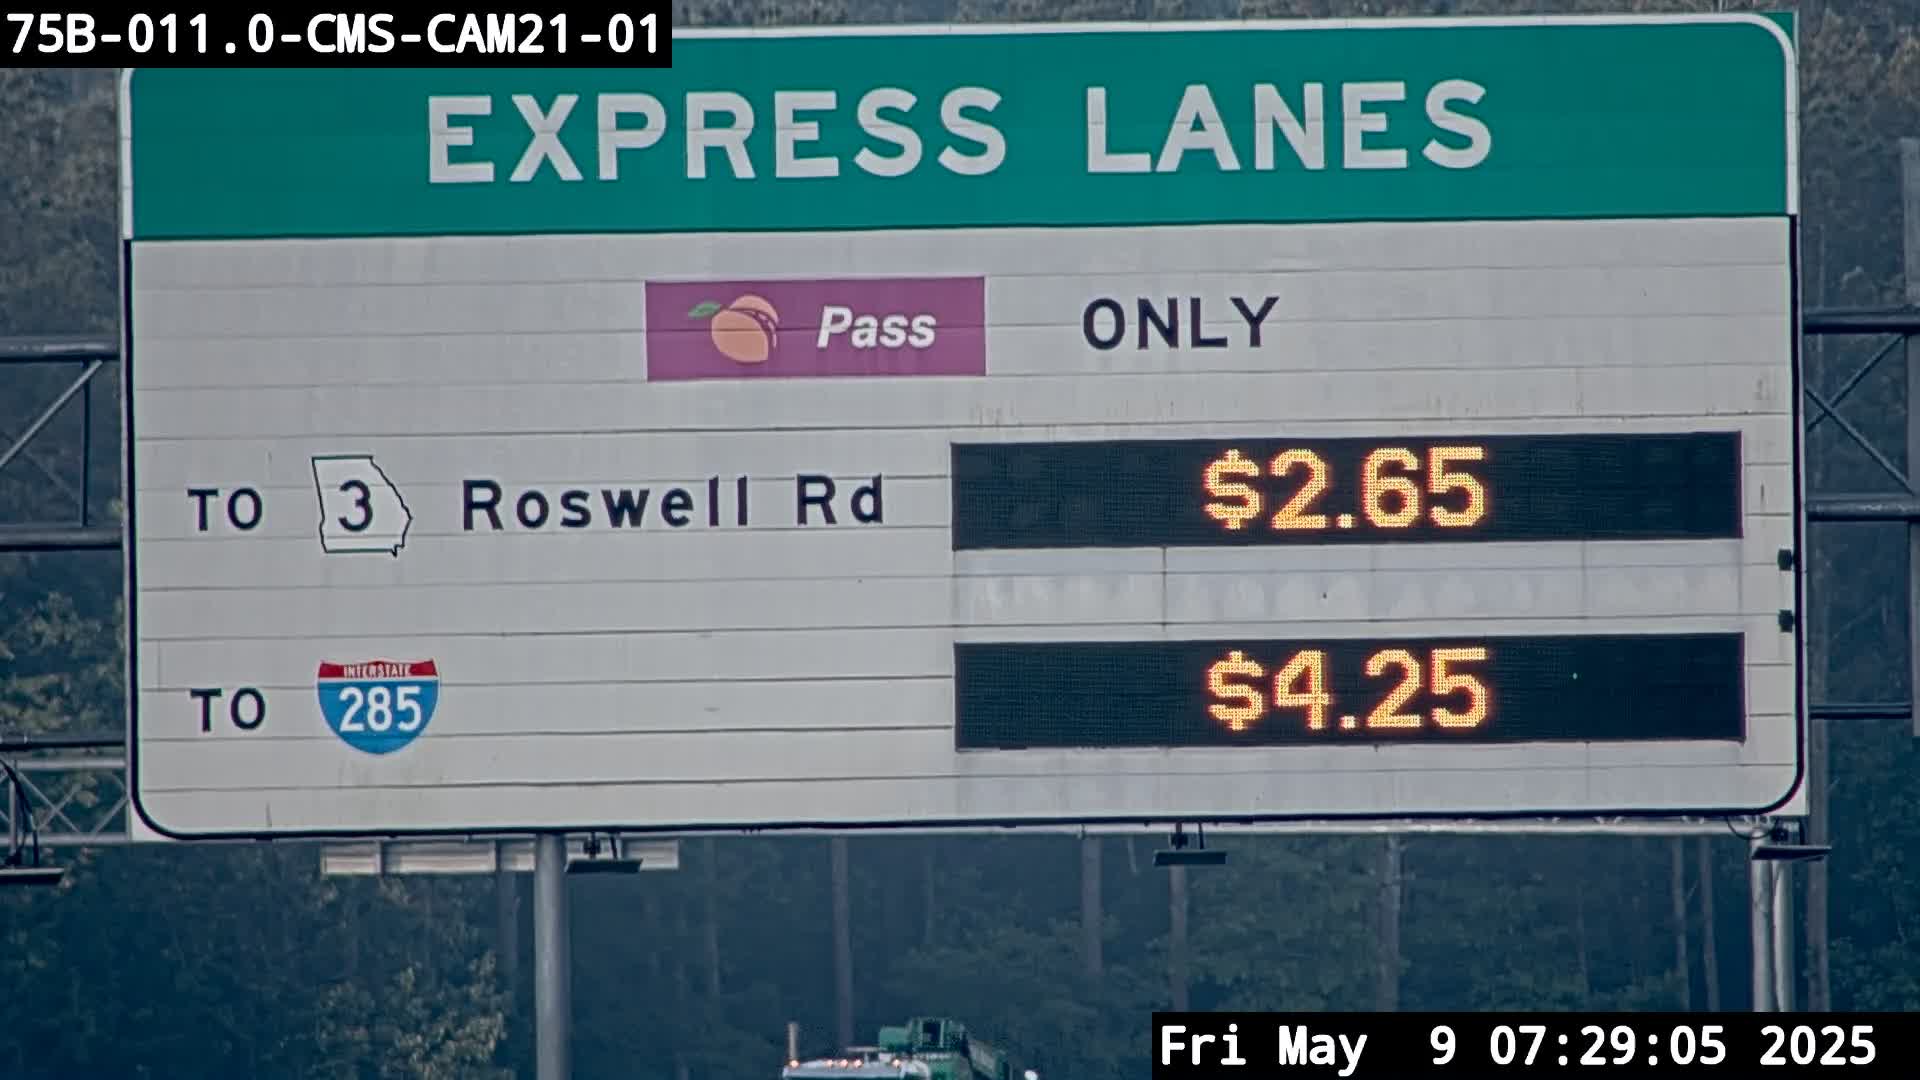 75B-011.0-CMS-CAM21-01
EXPRESS LANES
Pass ONLY
TO 3 Roswell Rd $2.65
TO INTERSTATE 285 $4.25
Fri May 9 07:29:05 2025